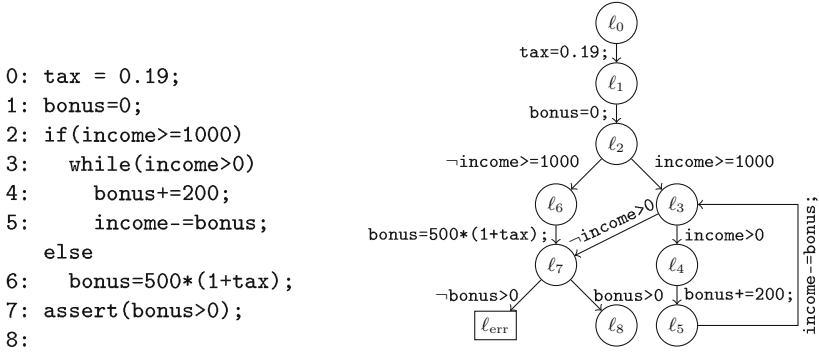 0: tax = 0.19;
1: bonus=0;
2: if(income>=1000)
3:   while(income>0)
4:     bonus+=200;
5:     income-=bonus;
   else
6:   bonus=500*(1+tax);
7: assert(bonus>0);
8:
ℓ0
tax=0.19;
ℓ1
bonus=0;
ℓ2
¬income>=1000 income>=1000
ℓ6 ℓ3
bonus=500*(1+tax); ¬income>0 income>0
ℓ7 ℓ4
¬bonus>0 bonus>0 bonus+=200;
ℓerr ℓ8 ℓ5
income-=bonus;